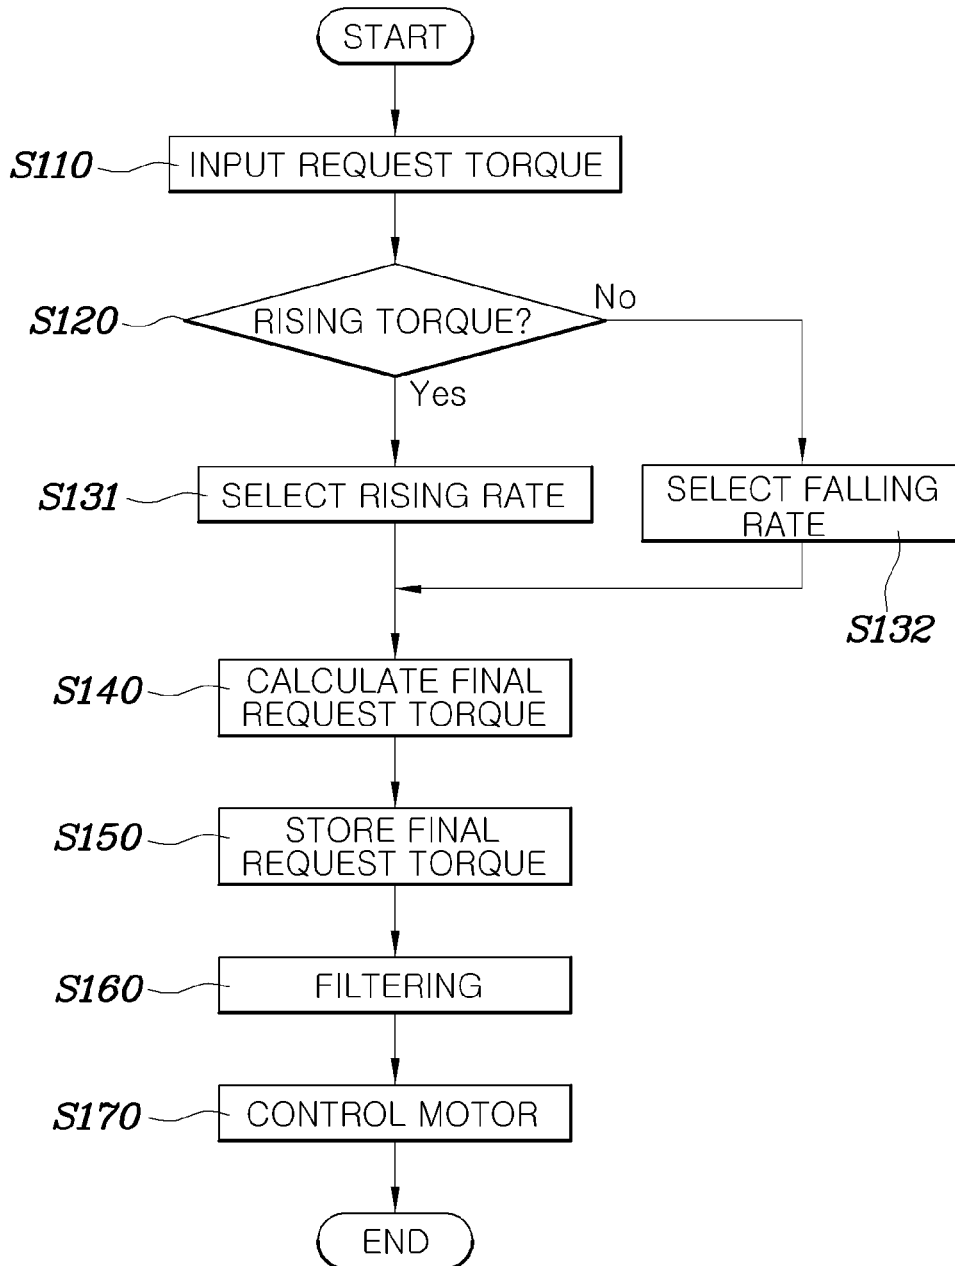 START
S110
INPUT REQUEST TORQUE
S120
RISING TORQUE?
No
Yes
S131
SELECT RISING RATE
SELECT FALLING
RATE
S132
S140
CALCULATE FINAL
REQUEST TORQUE
S150
STORE FINAL
REQUEST TORQUE
S160
FILTERING
S170
CONTROL MOTOR
END